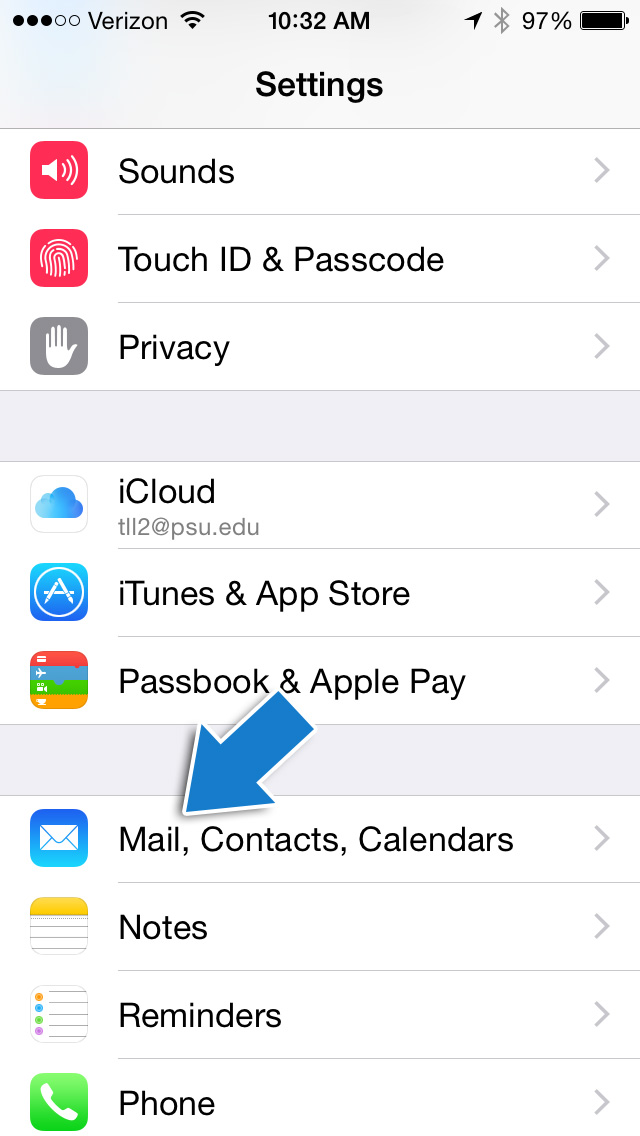 Verizon 10:32 AM 97%
Settings
Sounds
Touch ID & Passcode
Privacy
iCloud
tll2@psu.edu
iTunes & App Store
Passbook & Apple Pay
Mail, Contacts, Calendars
Notes
Reminders
Phone